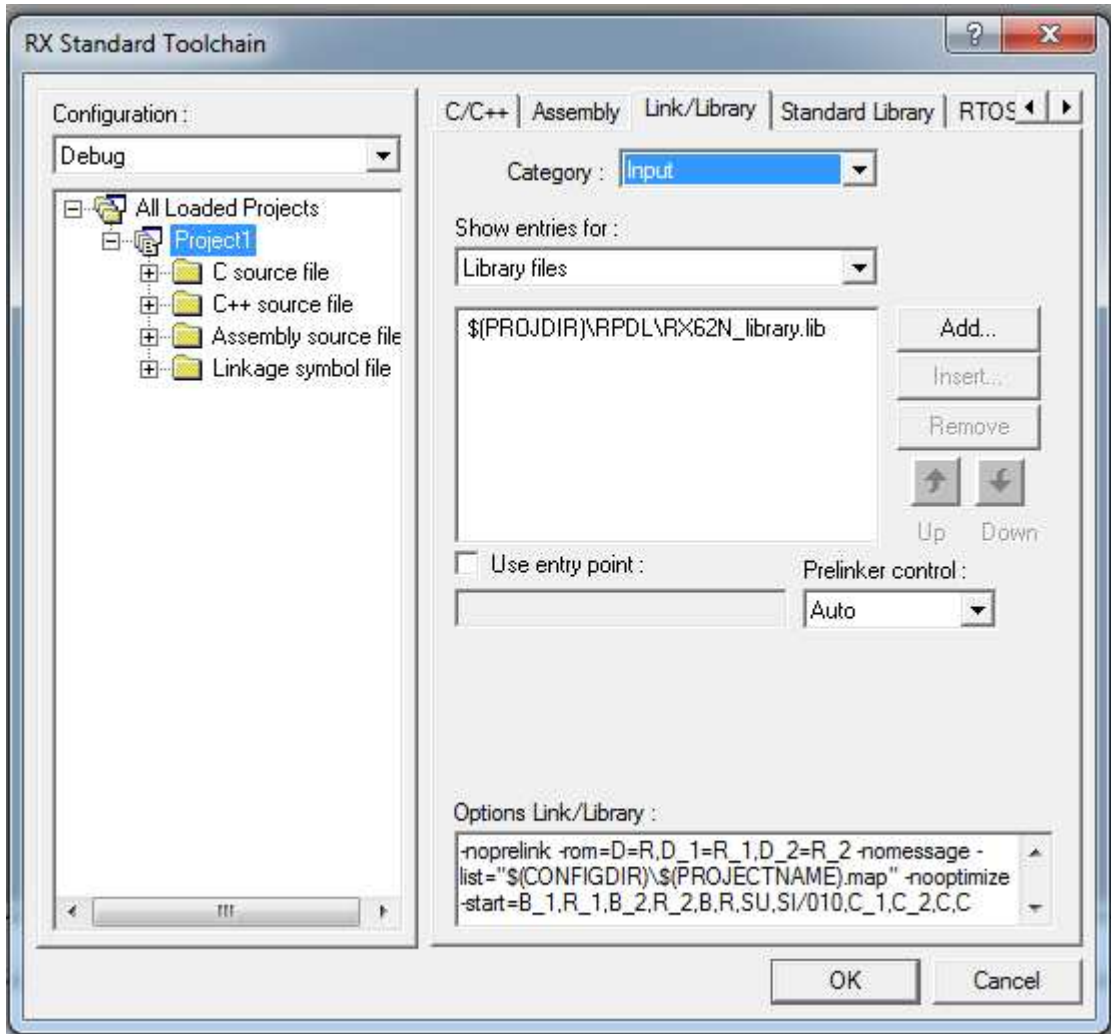 RX Standard Toolchain
Configuration :
Debug
All Loaded Projects
Project1
C source file
C++ source file
Assembly source file
Linkage symbol file
C/C++ Assembly Link/Library Standard Library RTOS
Category : Input
Show entries for :
Library files
$(PROJDIR)\RPDL\RX62N_library.lib
Add...
Insert...
Remove
Up Down
Use entry point :
Prelinker control :
Auto
Options Link/Library :
-noprelink -rom=D=R,D_1=R_1,D_2=R_2 -nomessage -
list="$(CONFIGDIR)\$(PROJECTNAME).map" -nooptimize
-start=B_1,R_1,B_2,R_2,B,R,SU,SI/010,C_1,C_2,C,C
OK Cancel